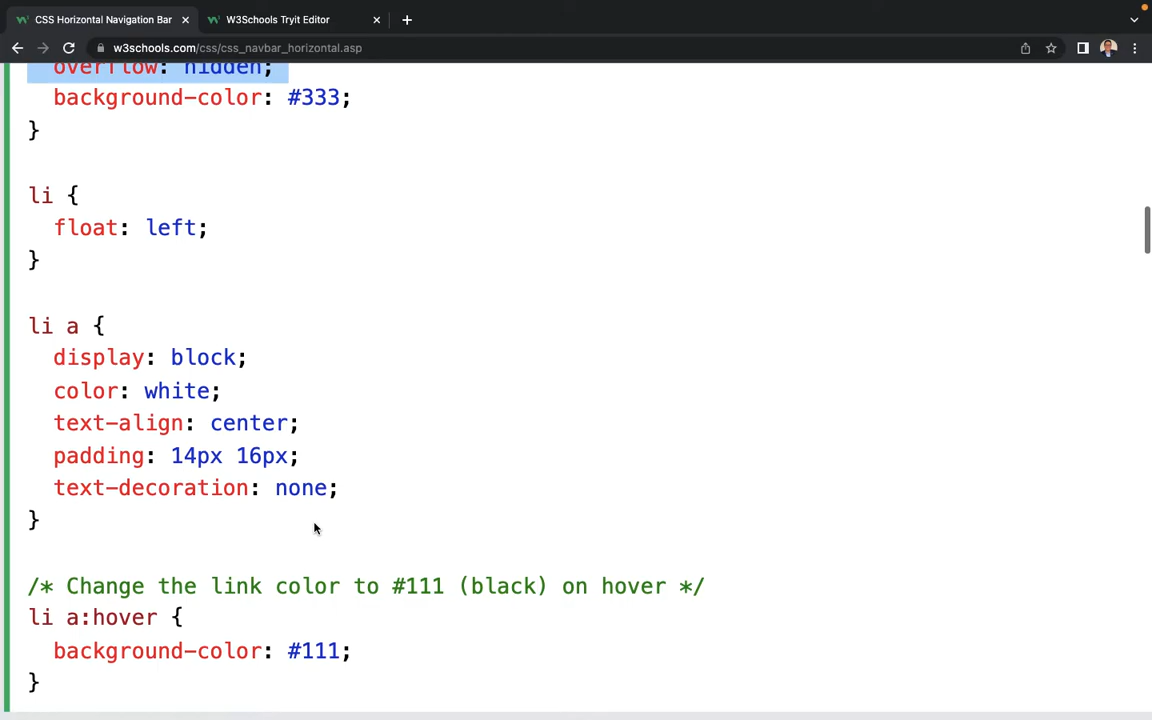 CSS Horizontal Navigation Bar
W3Schools Tryit Editor
w3schools.com/css/css_navbar_horizontal.asp
overflow: hidden;
background-color: #333;
}
li {
float: left;
}
li a {
display: block;
color: white;
text-align: center;
padding: 14px 16px;
text-decoration: none;
}
/* Change the link color to #111 (black) on hover */
li a:hover {
background-color: #111;
}